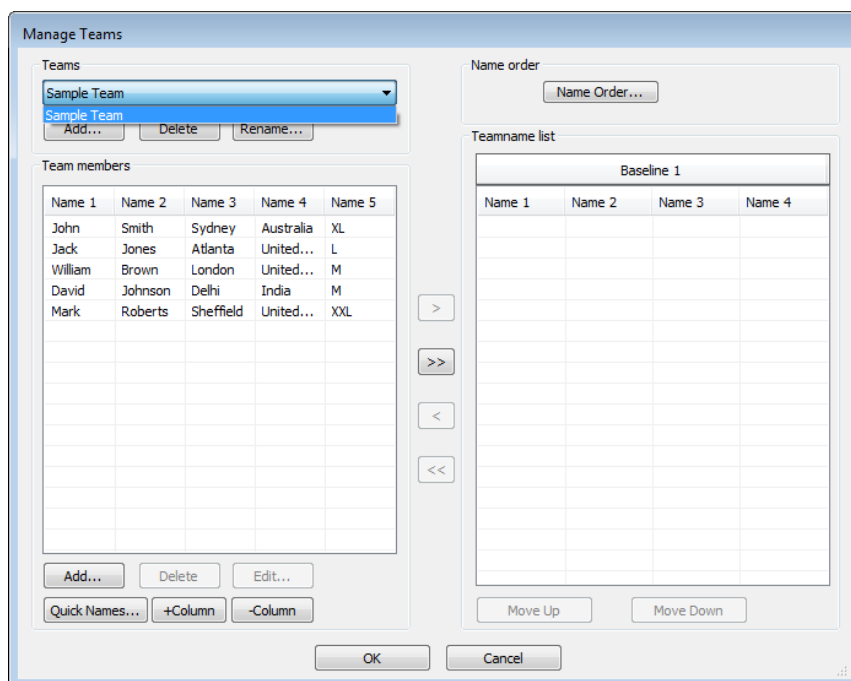 Manage Teams
Teams
Sample Team
Sample Team
Add... Delete Rename...
Name order
Name Order...
Team members
Name 1 Name 2 Name 3 Name 4 Name 5
John Smith Sydney Australia XL
Jack Jones Atlanta United... L
William Brown London United... M
David Johnson Delhi India M
Mark Roberts Sheffield United... XXL
Add... Delete Edit...
Quick Names... +Column -Column
>
>>
<
<<
Teamname list
Baseline 1
Name 1 Name 2 Name 3 Name 4
Move Up Move Down
OK Cancel